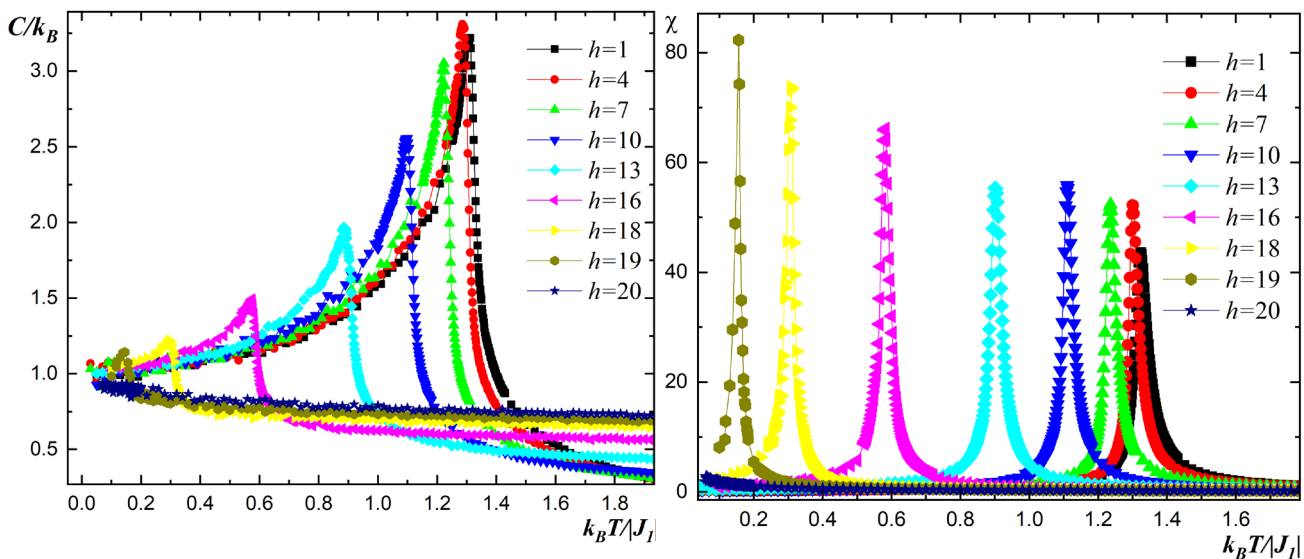 C/k_B
3.0
2.5
2.0
1.5
1.0
0.5
0.0 0.2 0.4 0.6 0.8 1.0 1.2 1.4 1.6 1.8
k_BT/|J_1|
h=1
h=4
h=7
h=10
h=13
h=16
h=18
h=19
h=20
χ
80
60
40
20
0
0.2 0.4 0.6 0.8 1.0 1.2 1.4 1.6
k_BT/|J_1|
h=1
h=4
h=7
h=10
h=13
h=16
h=18
h=19
h=20